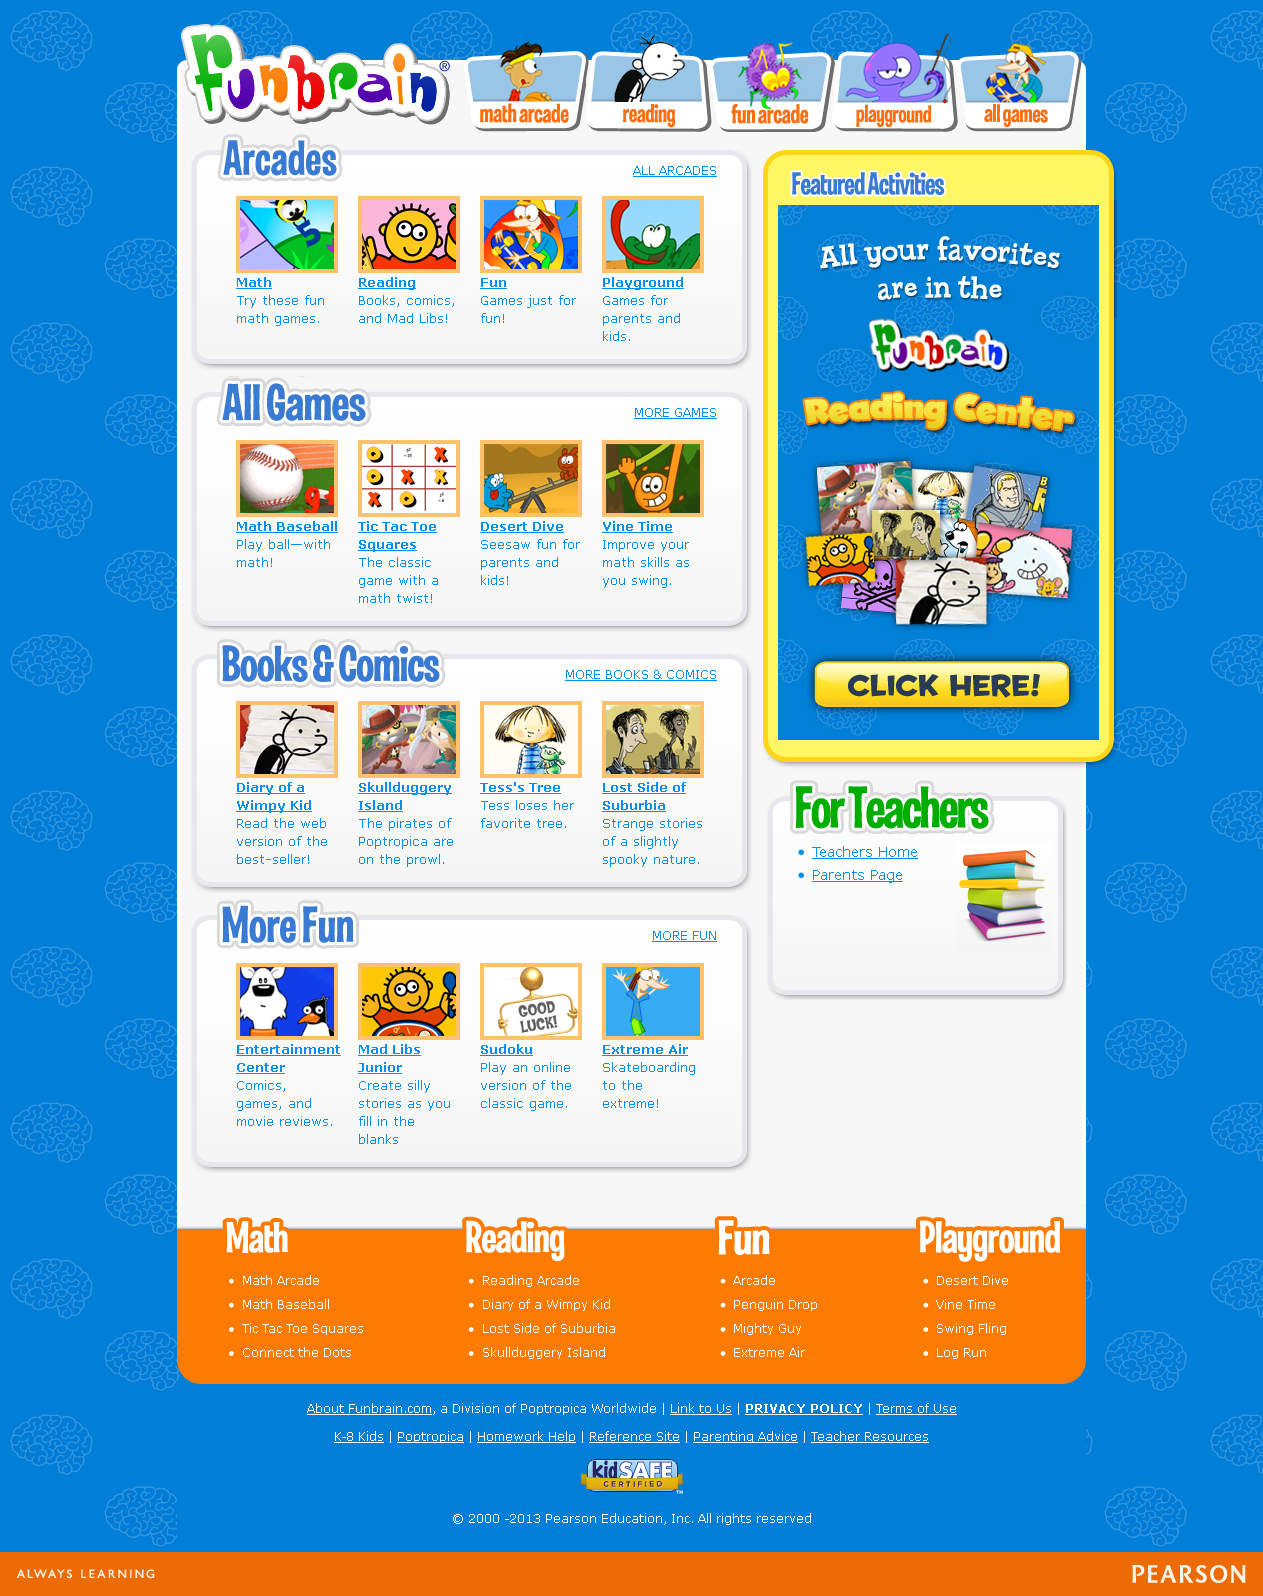 Funbrain®
math arcade
reading
fun arcade
playground
all games
Arcades
ALL ARCADES
5
Math
Try these fun
math games.
Reading
Books, comics,
and Mad Libs!
Fun
Games just for
fun!
Playground
Games for
parents and
kids.
All Games
MORE GAMES
Math Baseball
Play ball—with
math!
Tic Tac Toe
Squares
The classic
game with a
math twist!
Desert Dive
Seesaw fun for
parents and
kids!
Vine Time
Improve your
math skills as
you swing.
Books & Comics
MORE BOOKS & COMICS
Diary of a
Wimpy Kid
Read the web
version of the
best-seller!
Skullduggery
Island
The pirates of
Poptropica are
on the prowl.
Tess's Tree
Tess loses her
favorite tree.
Lost Side of
Suburbia
Strange stories
of a slightly
spooky nature.
More Fun
MORE FUN
Entertainment
Center
Comics,
games, and
movie reviews.
Mad Libs
Junior
Create silly
stories as you
fill in the
blanks
GOOD
LUCK!
Sudoku
Play an online
version of the
classic game.
Extreme Air
Skateboarding
to the
extreme!
Featured Activities
All your favorites
are in the
Funbrain
Reading Center
CLICK HERE!
For Teachers
Teachers Home
Parents Page
Math
Math Arcade
Math Baseball
Tic Tac Toe Squares
Connect the Dots
Reading
Reading Arcade
Diary of a Wimpy Kid
Lost Side of Suburbia
Skullduggery Island
Fun
Arcade
Penguin Drop
Mighty Guy
Extreme Air
Playground
Desert Dive
Vine Time
Swing Fling
Log Run
About Funbrain.com, a Division of Poptropica Worldwide | Link to Us | PRIVACY POLICY | Terms of Use
K-8 Kids | Poptropica | Homework Help | Reference Site | Parenting Advice | Teacher Resources
kidSAFE
CERTIFIED
TM
© 2000 -2013 Pearson Education, Inc. All rights reserved
ALWAYS LEARNING
PEARSON